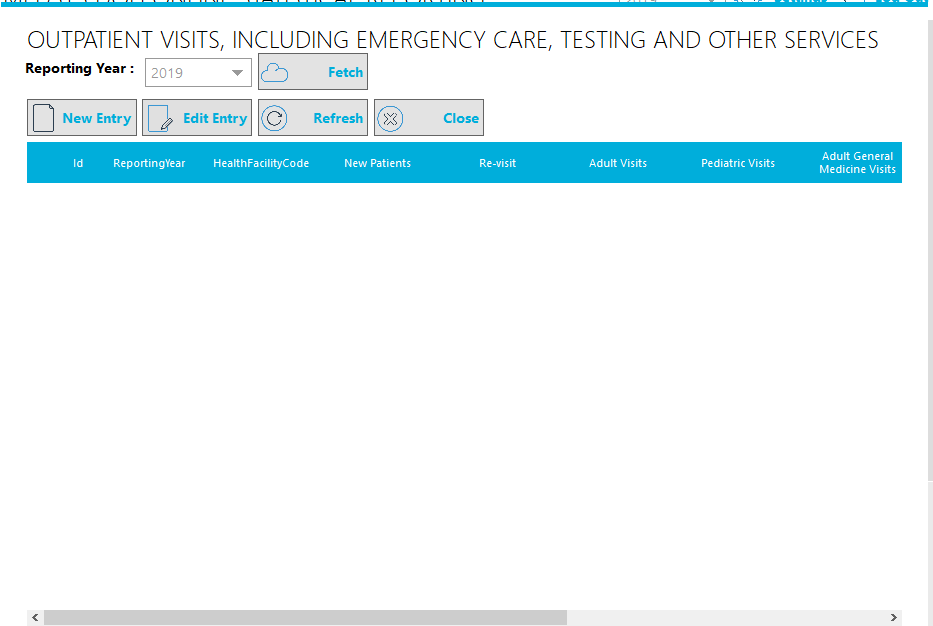 OUTPATIENT VISITS, INCLUDING EMERGENCY CARE, TESTING AND OTHER SERVICES
Reporting Year :
2019
Fetch
New Entry
Edit Entry
Refresh
Close
Id
ReportingYear
HealthFacilityCode
New Patients
Re-visit
Adult Visits
Pediatric Visits
Adult General
Medicine Visits